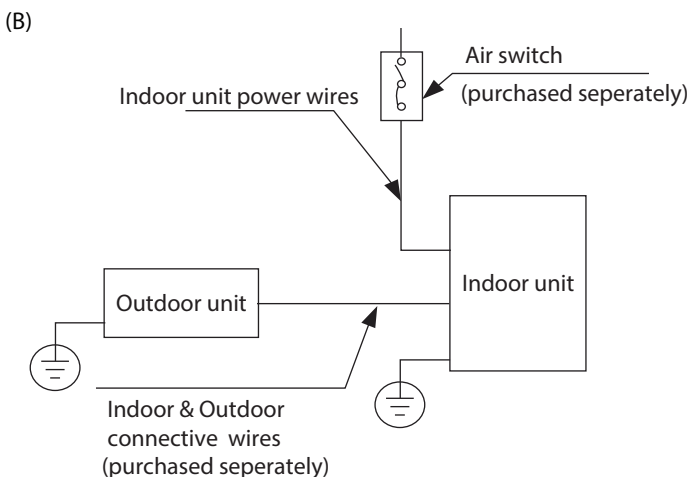 (B)
Air switch
(purchased seperately)
Indoor unit power wires
Indoor unit
Outdoor unit
Indoor & Outdoor
connective wires
(purchased seperately)